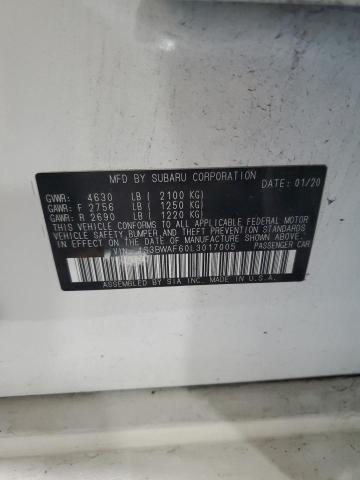 MFD BY SUBARU CORPORATION
DATE: 01/20
GVWR: 4630 LB ( 2100 KG)
GAWR: F 2756 LB ( 1250 KG)
GAWR: R 2690 LB ( 1220 KG)
THIS VEHICLE CONFORMS TO ALL APPLICABLE FEDERAL MOTOR
VEHICLE SAFETY, BUMPER, AND THEFT PREVENTION STANDARDS
IN EFFECT ON THE DATE OF MANUFACTURE SHOWN ABOVE.
VIN: 4S3BWAF60L3017005 PASSENGER CAR
ASSEMBLED BY SIA INC. MADE IN U.S.A.